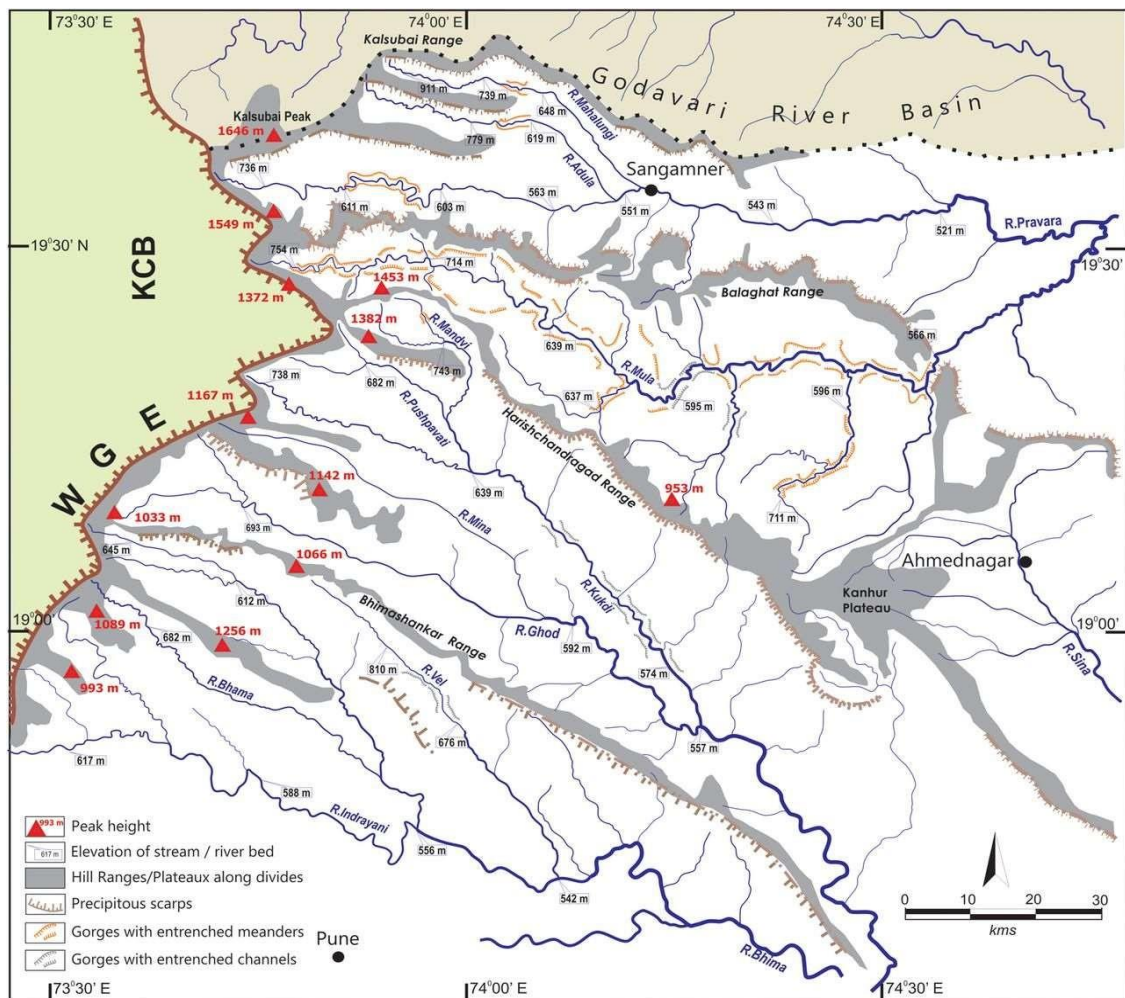 73°30' E
74°00' E
74°30' E
Kalsubai Range
Godavari River Basin
911 m
739 m
648 m
R.Mahalungi
Kalsubai Peak
1646 m
779 m
619 m
R.Adula
736 m
Sangamner
611 m
603 m
563 m
551 m
543 m
1549 m
521 m
R.Pravara
19°30' N
19°30'
KCB
754 m
714 m
1453 m
1372 m
Balaghat Range
1382 m
R.Mandvi
566 m
639 m
743 m
682 m
R.Mula
738 m
637 m
595 m
596 m
1167 m
R.Pushpavati
Harishchandragad Range
WGE
1142 m
639 m
953 m
1033 m
693 m
R.Mina
711 m
645 m
1066 m
Ahmednagar
R.Kukdi
Kanhur
Plateau
612 m
Bhimashankar Range
R.Ghod
592 m
19°00'
19°00'
1089 m
682 m
1256 m
R.Sina
993 m
R.Bhama
810 m
R.Vel
574 m
676 m
557 m
617 m
588 m
R.Indrayani
556 m
542 m
R.Bhima
993 m
Peak height
617 m
Elevation of stream / river bed
Hill Ranges/Plateaux along divides
Precipitous scarps
Gorges with entrenched meanders
Gorges with entrenched channels
Pune
0 10 20 30
kms
73°30' E
74°00' E
74°30' E